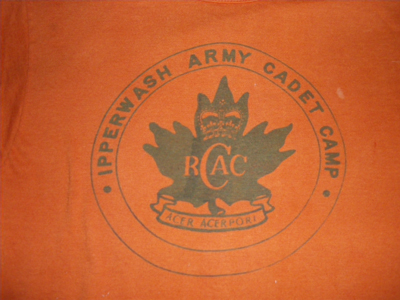 • IPPERWASH ARMY CADET CAMP •
RCAC
ACER ACERPORI